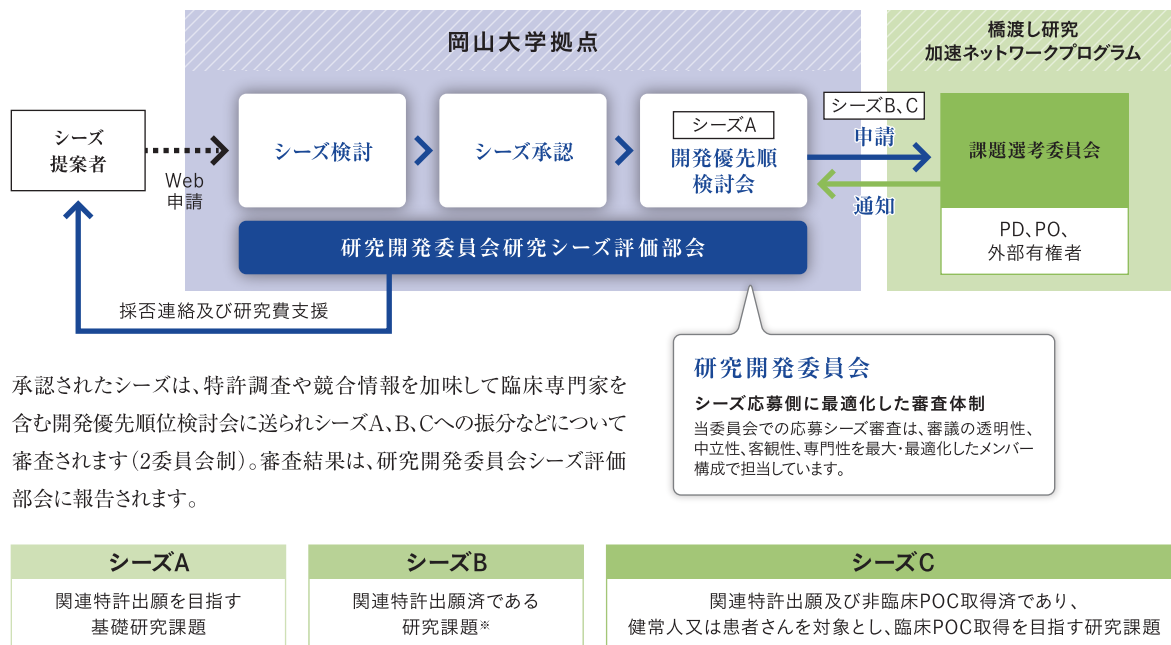 岡山大学拠点
橋渡し研究
加速ネットワークプログラム
シーズ
提案者
Web
申請
シーズ検討
シーズ承認
シーズA
開発優先順
検討会
シーズB、C
申請
通知
課題選考委員会
PD、PO、
外部有権者
研究開発委員会研究シーズ評価部会
採否連絡及び研究費支援
研究開発委員会
シーズ応募側に最適化した審査体制
当委員会での応募シーズ審査は、審議の透明性、
中立性、客観性、専門性を最大・最適化したメンバー
構成で担当しています。
承認されたシーズは、特許調査や競合情報を加味して臨床専門家を
含む開発優先順位検討会に送られシーズA、B、Cへの振分などについて
審査されます（2委員会制）。審査結果は、研究開発委員会シーズ評価
部会に報告されます。
シーズA
関連特許出願を目指す
基礎研究課題
シーズB
関連特許出願済である
研究課題※
シーズC
関連特許出願及び非臨床POC取得済であり、
健常人又は患者さんを対象とし、臨床POC取得を目指す研究課題